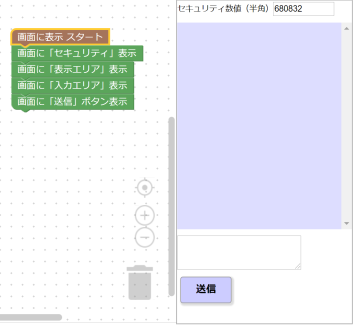 セキュリティ数値（半角） 680832
画面に表示 スタート
画面に「セキュリティ」表示
画面に「表示エリア」表示
画面に「入力エリア」表示
画面に「送信」ボタン表示
送信